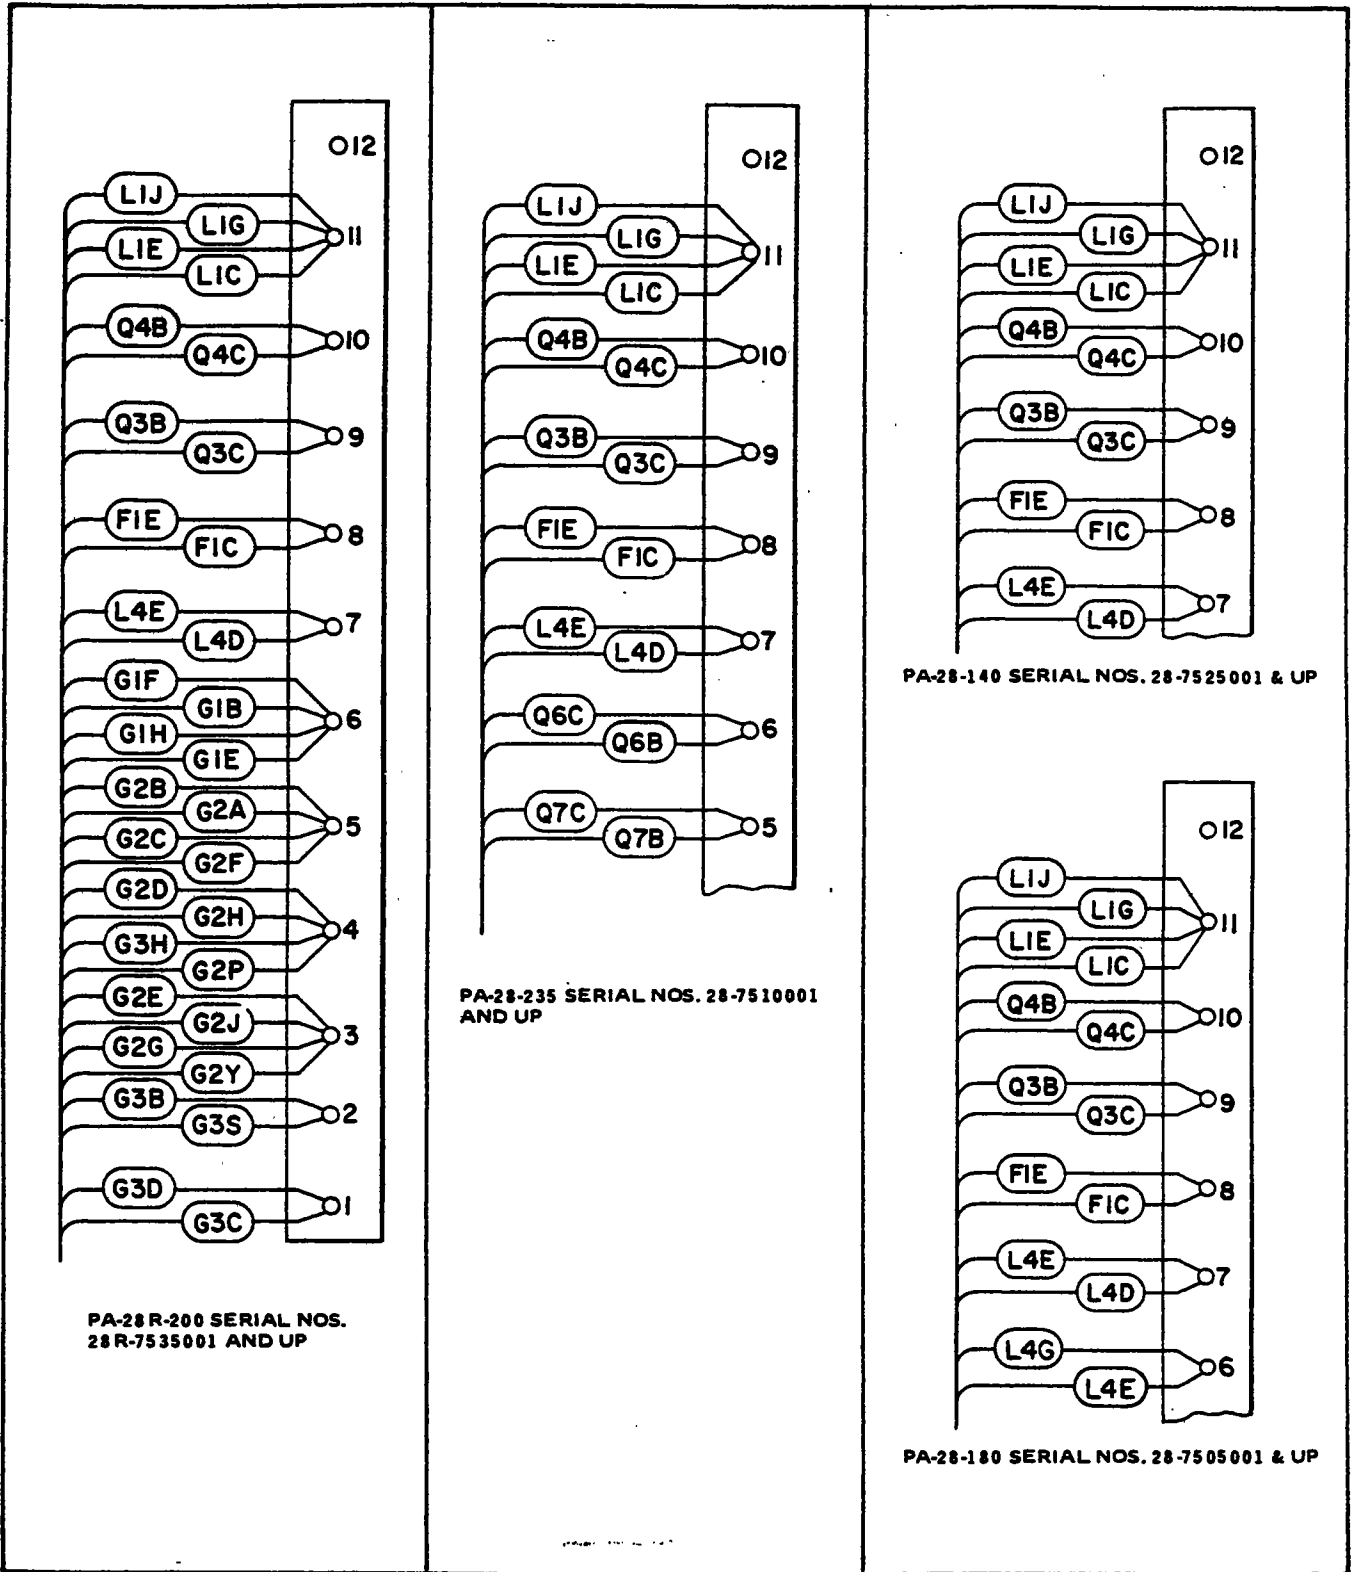 12
L1J
L1G
11
L1E
L1C
Q4B
10
Q4C
Q3B
9
Q3C
F1E
8
F1C
L4E
7
L4D
G1F
G1B
6
G1H
G1E
G2B
G2A
5
G2C
G2F
G2D
G2H
4
G3H
G2P
G2E
G2J
3
G2G
G2Y
G3B
2
G3S
G3D
1
G3C
PA-28R-200 SERIAL NOS.
28R-7535001 AND UP
12
L1J
L1G
11
L1E
L1C
Q4B
10
Q4C
Q3B
9
Q3C
F1E
8
F1C
L4E
7
L4D
Q6C
6
Q6B
Q7C
5
Q7B
PA-28-235 SERIAL NOS. 28-7510001
AND UP
12
L1J
L1G
11
L1E
L1C
Q4B
10
Q4C
Q3B
9
Q3C
F1E
8
F1C
L4E
7
L4D
PA-28-140 SERIAL NOS. 28-7525001 & UP
12
L1J
L1G
11
L1E
L1C
Q4B
10
Q4C
Q3B
9
Q3C
F1E
8
F1C
L4E
7
L4D
L4G
6
L4E
PA-28-180 SERIAL NOS. 28-7505001 & UP